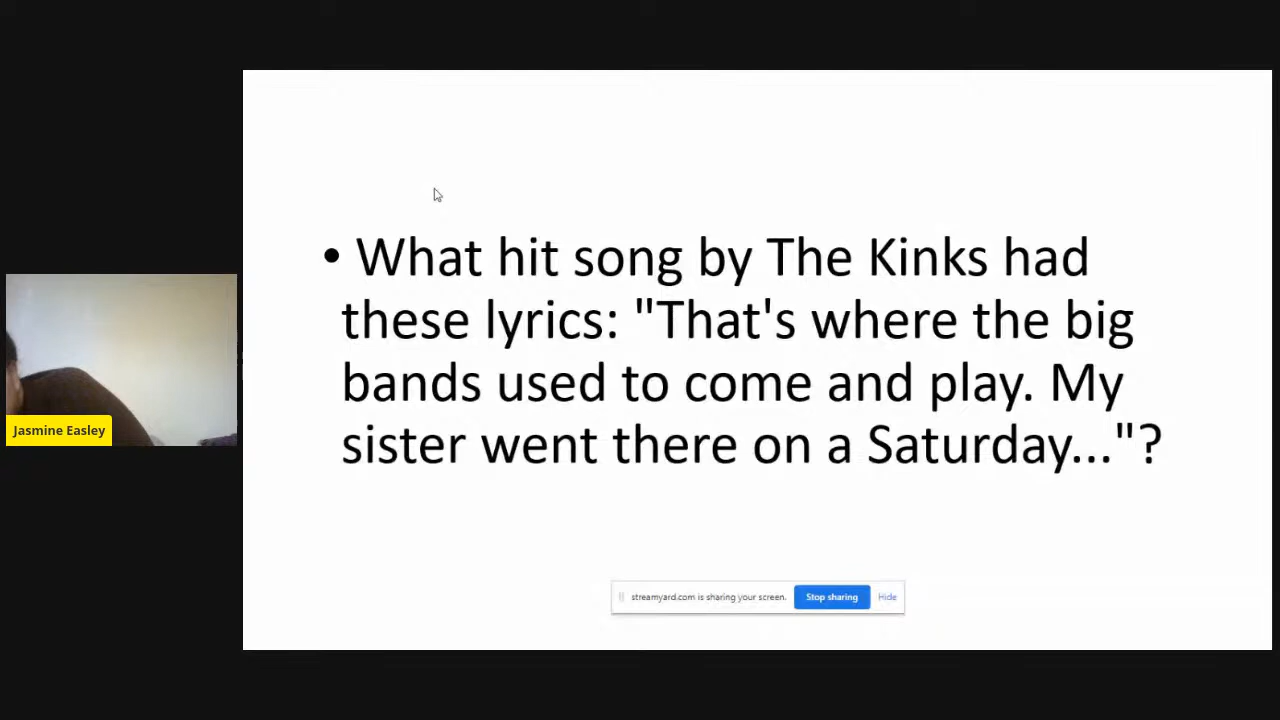 • What hit song by The Kinks had
these lyrics: "That's where the big
bands used to come and play. My
sister went there on a Saturday..."?
Jasmine Easley
streamyard.com is sharing your screen.
Stop sharing
Hide